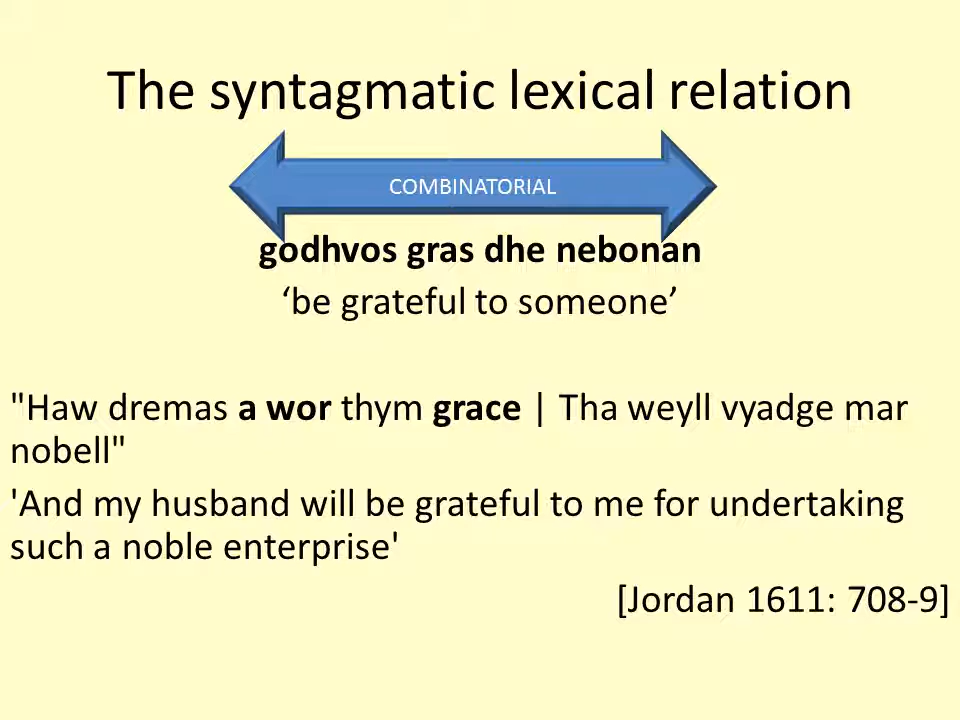 The syntagmatic lexical relation
COMBINATORIAL
godhvos gras dhe nebonan
‘be grateful to someone’
"Haw dremas a wor thym grace | Tha weyll vyadge mar
nobell"
'And my husband will be grateful to me for undertaking
such a noble enterprise'
[Jordan 1611: 708-9]